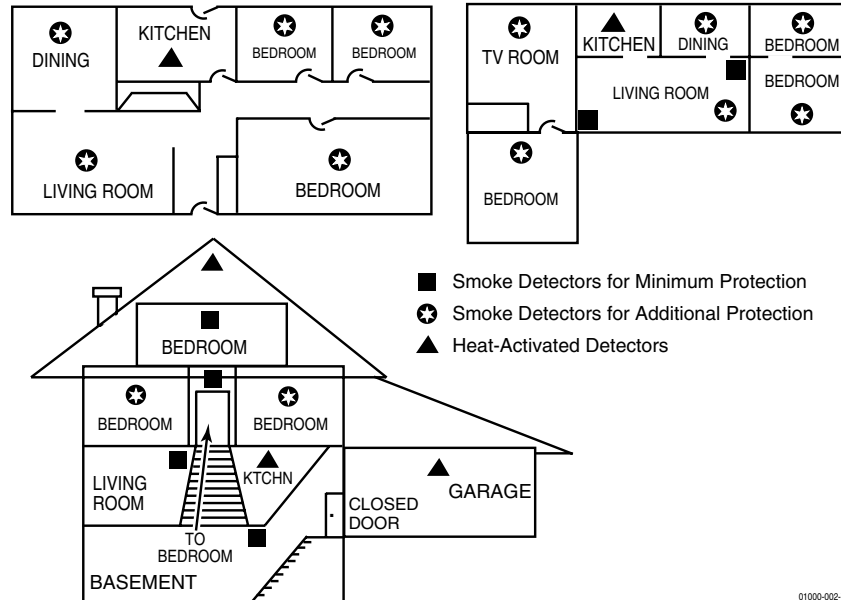 DINING
KITCHEN
BEDROOM
BEDROOM
LIVING ROOM
BEDROOM
TV ROOM
KITCHEN
DINING
BEDROOM
LIVING ROOM
BEDROOM
BEDROOM
Smoke Detectors for Minimum Protection
Smoke Detectors for Additional Protection
Heat-Activated Detectors
BEDROOM
BEDROOM
BEDROOM
LIVING
ROOM
KTCHN
TO
BEDROOM
BASEMENT
CLOSED
DOOR
GARAGE
01000-002-